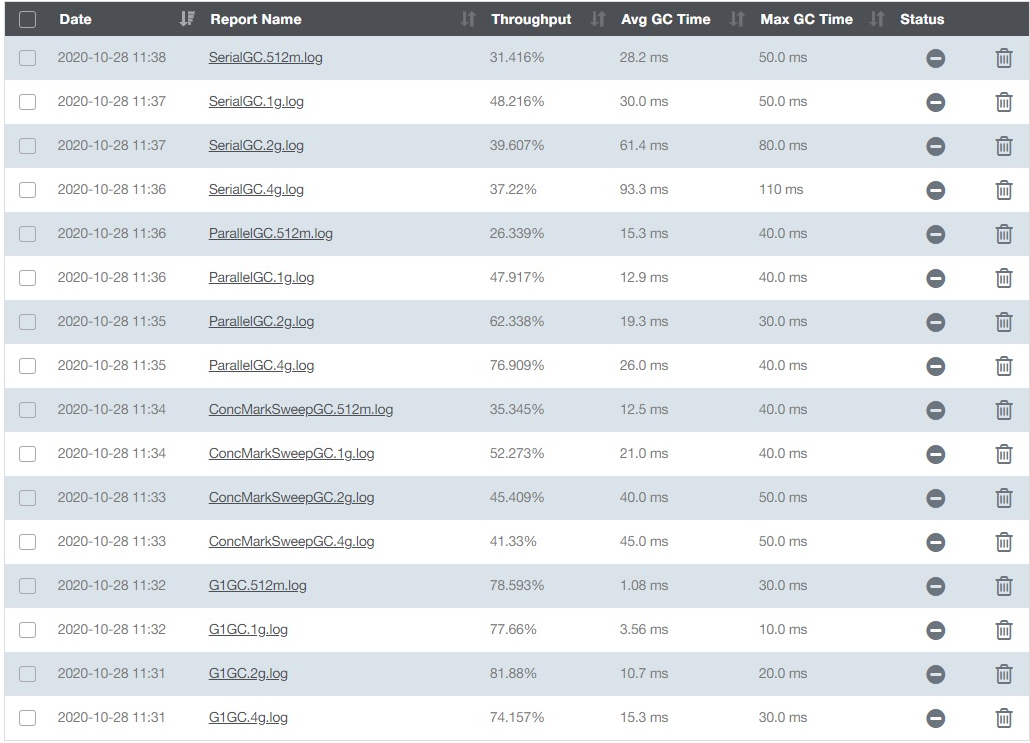 Date Report Name Throughput Avg GC Time Max GC Time Status
2020-10-28 11:38 SerialGC.512m.log 31.416% 28.2 ms 50.0 ms
2020-10-28 11:37 SerialGC.1g.log 48.216% 30.0 ms 50.0 ms
2020-10-28 11:37 SerialGC.2g.log 39.607% 61.4 ms 80.0 ms
2020-10-28 11:36 SerialGC.4g.log 37.22% 93.3 ms 110 ms
2020-10-28 11:36 ParallelGC.512m.log 26.339% 15.3 ms 40.0 ms
2020-10-28 11:36 ParallelGC.1g.log 47.917% 12.9 ms 40.0 ms
2020-10-28 11:35 ParallelGC.2g.log 62.338% 19.3 ms 30.0 ms
2020-10-28 11:35 ParallelGC.4g.log 76.909% 26.0 ms 40.0 ms
2020-10-28 11:34 ConcMarkSweepGC.512m.log 35.345% 12.5 ms 40.0 ms
2020-10-28 11:34 ConcMarkSweepGC.1g.log 52.273% 21.0 ms 40.0 ms
2020-10-28 11:33 ConcMarkSweepGC.2g.log 45.409% 40.0 ms 50.0 ms
2020-10-28 11:33 ConcMarkSweepGC.4g.log 41.33% 45.0 ms 50.0 ms
2020-10-28 11:32 G1GC.512m.log 78.593% 1.08 ms 30.0 ms
2020-10-28 11:32 G1GC.1g.log 77.66% 3.56 ms 10.0 ms
2020-10-28 11:31 G1GC.2g.log 81.88% 10.7 ms 20.0 ms
2020-10-28 11:31 G1GC.4g.log 74.157% 15.3 ms 30.0 ms